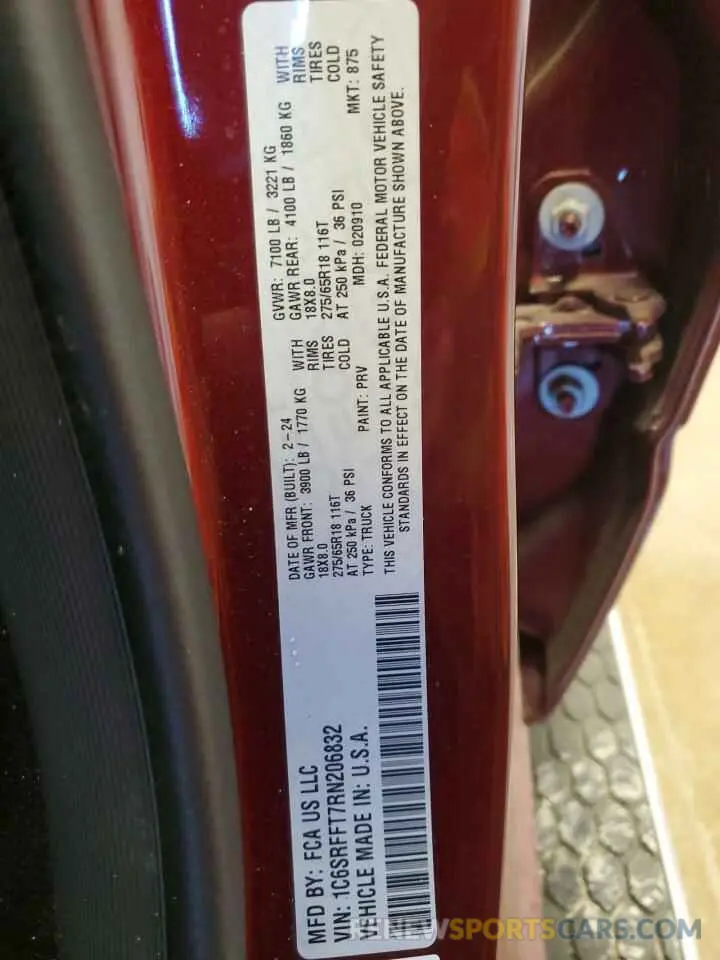 MFD BY: FCA US LLC
VIN: 1C6SRFFT7RN206832
VEHICLE MADE IN: U.S.A.
DATE OF MFR (BUILT): 2-24 GVWR: 7100 LB / 3221 KG
GAWR FRONT: 3900 LB / 1770 KG WITH GAWR REAR: 4100 LB / 1860 KG WITH
18X8.0 RIMS 18X8.0 RIMS
275/65R18 116T TIRES 275/65R18 116T TIRES
AT 250 kPa / 36 PSI COLD AT 250 kPa / 36 PSI COLD
TYPE: TRUCK PAINT: PRV MDH: 020910 MKT: 875
THIS VEHICLE CONFORMS TO ALL APPLICABLE U.S.A. FEDERAL MOTOR VEHICLE SAFETY
STANDARDS IN EFFECT ON THE DATE OF MANUFACTURE SHOWN ABOVE.
RENEWSPORTSCARS.COM